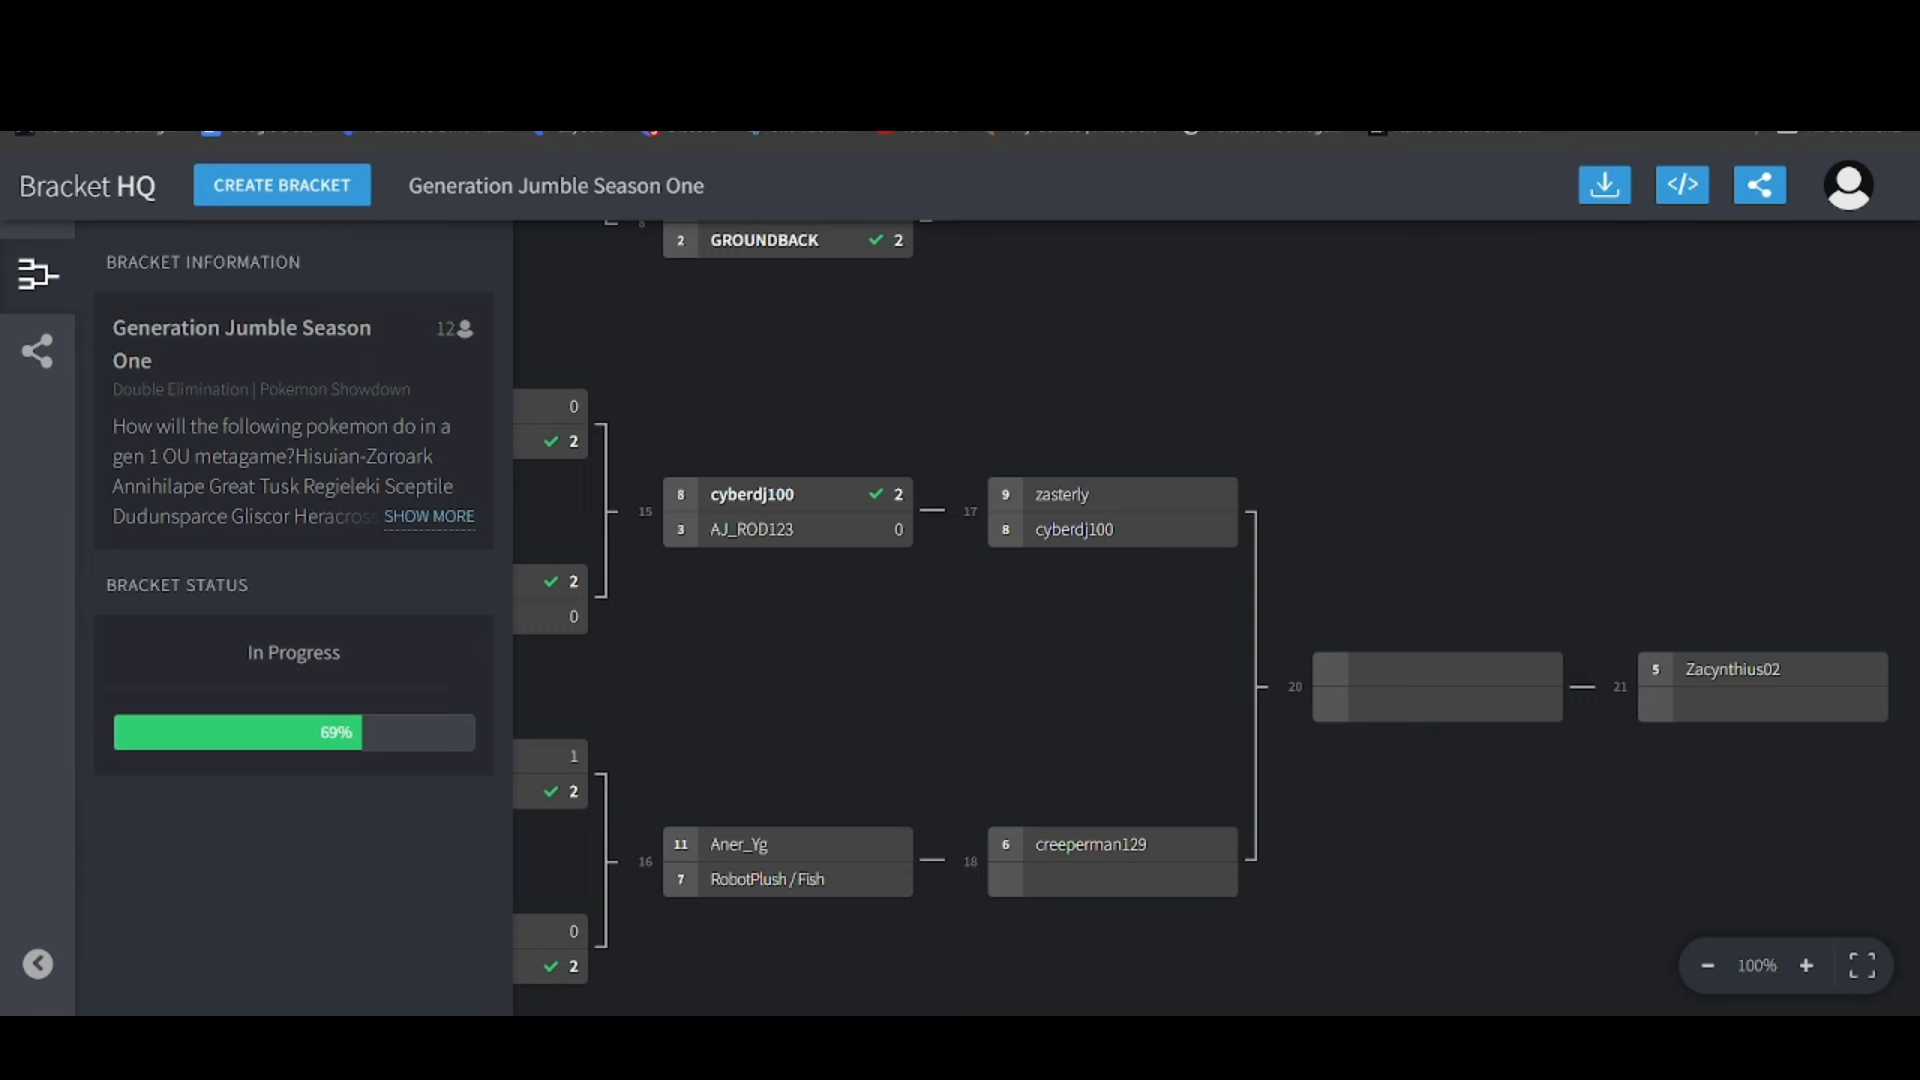 Bracket HQ
CREATE BRACKET
Generation Jumble Season One
BRACKET INFORMATION
Generation Jumble Season
One
12
Double Elimination | Pokemon Showdown
How will the following pokemon do in a
gen 1 OU metagame?Hisuian-Zoroark
Annihilape Great Tusk Regieleki Sceptile
Dudunsparce Gliscor Heracross SHOW MORE
BRACKET STATUS
In Progress
69%
2 GROUNDBACK 2
0
2
2
0
1
2
0
2
15
8 cyberdj100 2
3 AJ_ROD123 0
16
11 Aner_Yg
7 RobotPlush / Fish
17
9 zasterly
8 cyberdj100
18
6 creeperman129
20
21
5 Zacynthius02
- 100% +